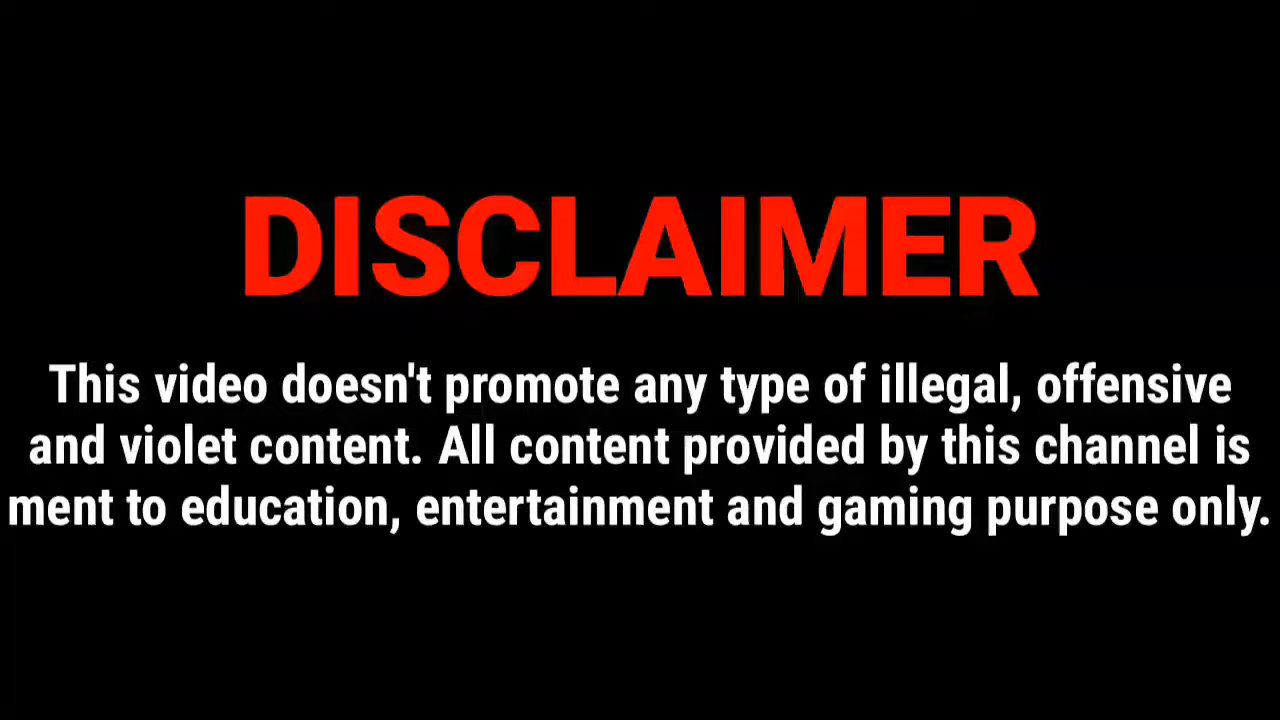 DISCLAIMER
This video doesn't promote any type of illegal, offensive
and violet content. All content provided by this channel is
ment to education, entertainment and gaming purpose only.